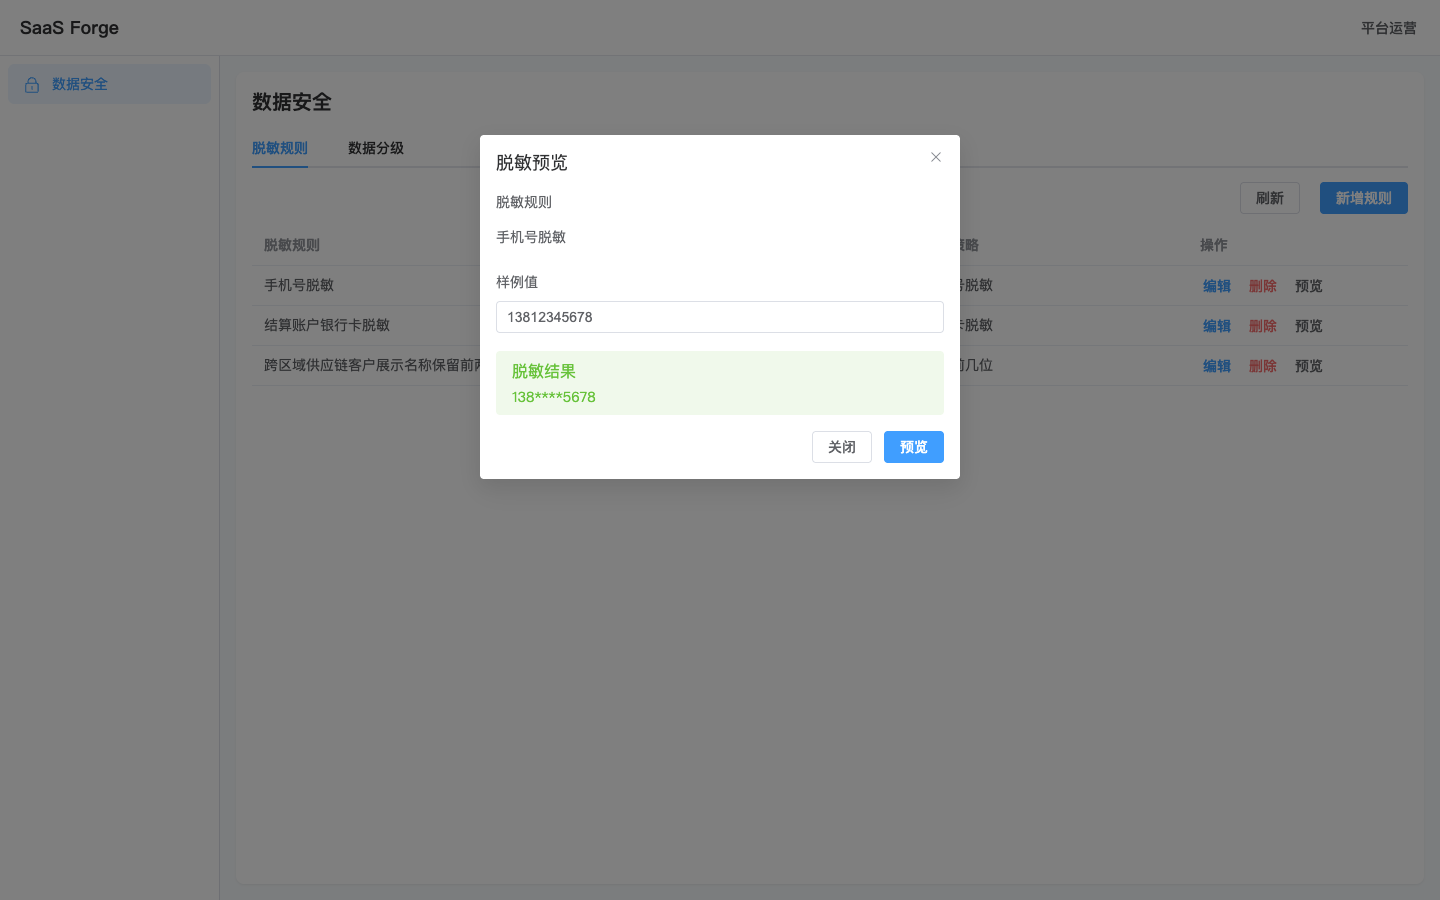 SaaS Forge
平台运营
数据安全
数据安全
脱敏规则
数据分级
刷新
新增规则
脱敏规则
策略
操作
手机号脱敏
号脱敏
编辑 删除 预览
结算账户银行卡脱敏
卡脱敏
编辑 删除 预览
跨区域供应链客户展示名称保留前
前几位
编辑 删除 预览
脱敏预览
脱敏规则
手机号脱敏
样例值
13812345678
脱敏结果
138****5678
关闭
预览